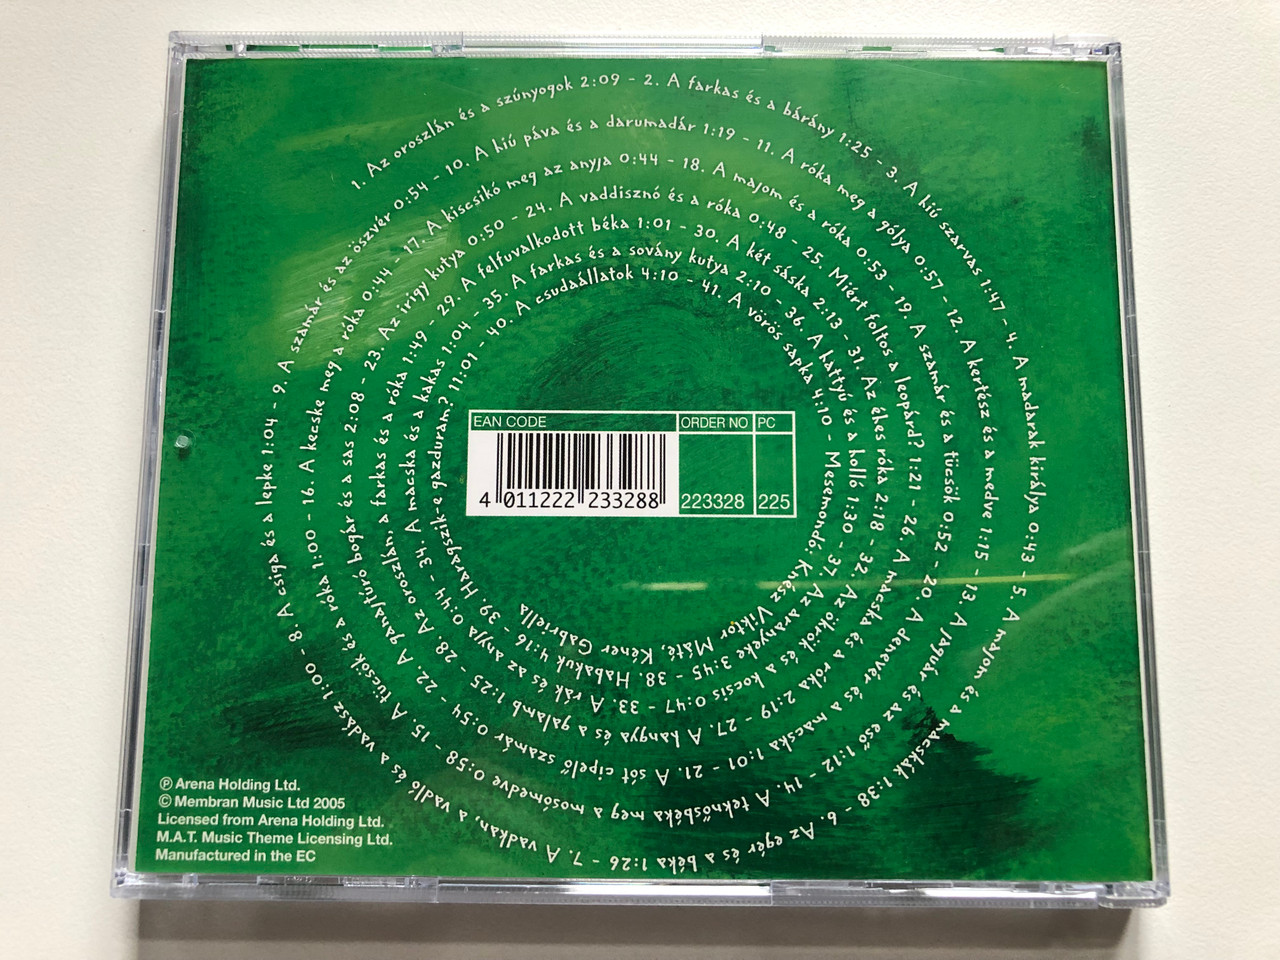 1. Az oroszlán és a szúnyogok 2:09 - 2. A farkas és a bárány 1:25 - 3. A hiú szarvas 1:47 - 4. A madarak királya 0:43 - 5. A majom és a macskák 1:38 - 6. Az egér és a béka 1:26 - 7. A vadkan, a vadló és a vadász 1:00 - 8. A csiga és a lepke 1:04 - 9. A szamár és az öszvér 0:54 - 10. A hiú páva és a darumadár 1:19 - 11. A róka meg a gólya 0:57 - 12. A kertész és a medve 1:15 - 13. A jaguár és az eső 1:12 - 14. A teknősbéka meg a mosómedve 0:58 - 15. A tücsök és a róka 1:00 - 16. A kecske meg a róka 0:44 - 17. A kiscsikó meg az anyja 0:44 - 18. A majom és a róka 0:53 - 19. A szamár és a tücsök 0:52 - 20. A denevér és a macska 1:01 - 21. A sót cipelő szamár 0:54 - 22. A ganajtúró bogár és a sas 2:08 - 23. Az irigy kutya 0:50 - 24. A vaddisznó és a róka 0:48 - 25. Miért foltos a leopárd? 1:21 - 26. A macska és a róka 2:19 - 27. A hangya és a galamb 1:25 - 28. Az oroszlán, a farkas és a róka 1:49 29. A felfuvalkodott béka 1:01 - 30. A két sáska 2:13 - 31. Az éhes róka 2:18 - 32. Az ökrök és a kocsis 0:47 - 33. A rák és az anyja 0:44 - 34. A macska és a kakas 1:04 - 35. A farkas és a sovány kutya 2:10 - 36. A hattyú és a holló 1:30 - 37. Az aranyeke 3:45 - 38. Habakuk 4:16 - 39. Haragszik-e gazduram? 11:01 - 40. A csudaállatok 4:10 - 41. A vörös sapka 4:10 - Mesemondó: Knész Viktor Máté, Kéner Gabriella
EAN CODE ORDER NO PC
4 011222 233288 223328 225
Ⓟ Arena Holding Ltd.
© Membran Music Ltd 2005
Licensed from Arena Holding Ltd.
M.A.T. Music Theme Licensing Ltd.
Manufactured in the EC